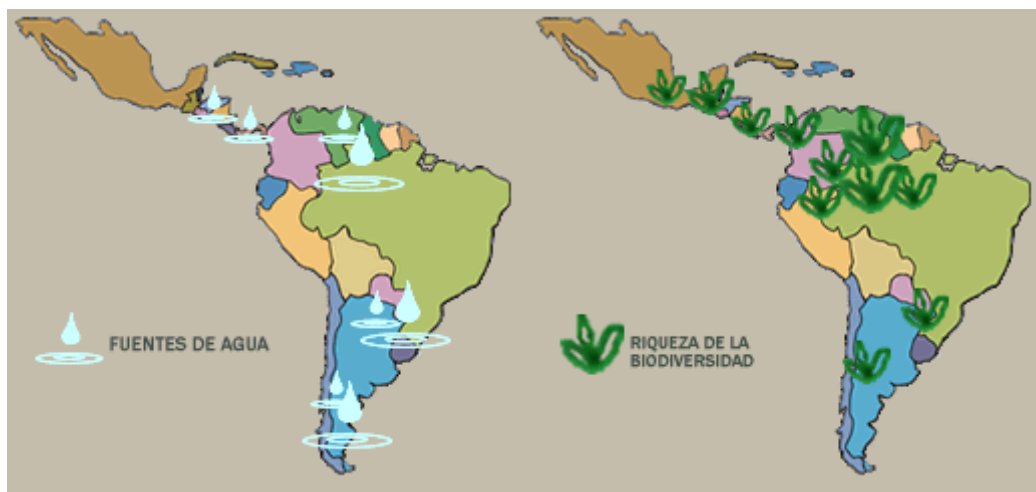 FUENTES DE AGUA
RIQUEZA DE LA
BIODIVERSIDAD